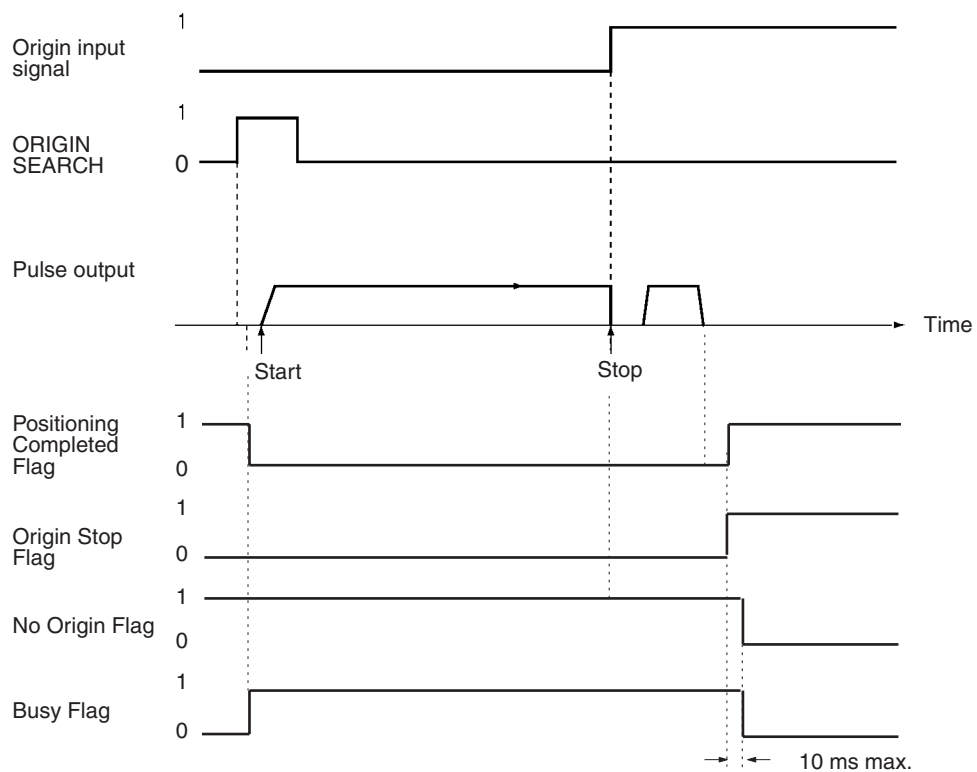 1
Origin input
signal
1
ORIGIN
SEARCH
0
Pulse output
Time
Start
Stop
Positioning
Completed
Flag
1
0
1
Origin Stop
Flag
0
1
No Origin Flag
0
1
Busy Flag
0
10 ms max.